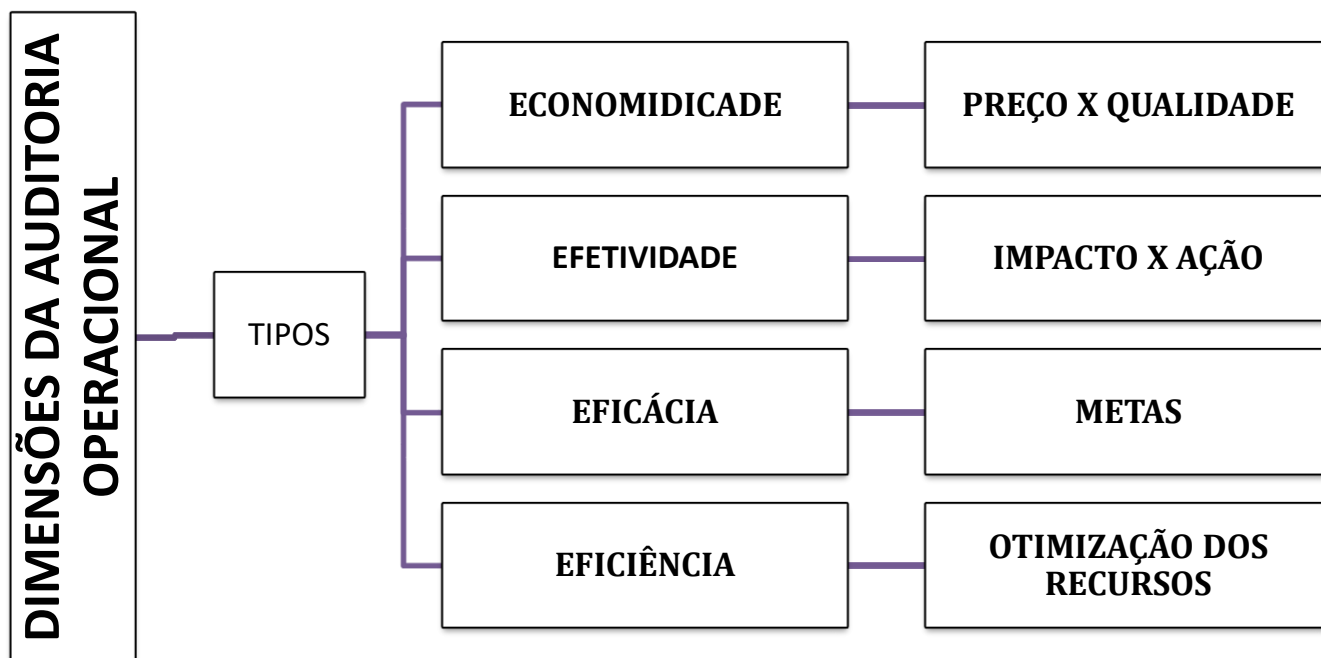 DIMENSÕES DA AUDITORIA
OPERACIONAL
TIPOS
ECONOMIDICADE
PREÇO X QUALIDADE
EFETIVIDADE
IMPACTO X AÇÃO
EFICÁCIA
METAS
EFICIÊNCIA
OTIMIZAÇÃO DOS
RECURSOS